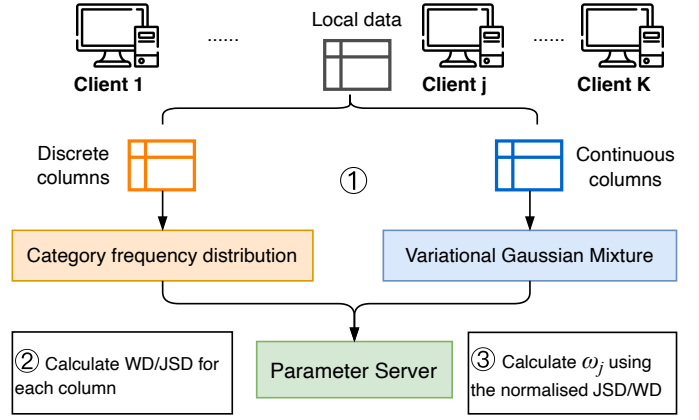 Local data
......
......
Client 1
Client j
Client K
Discrete
columns
Continuous
columns
①
Category frequency distribution
Variational Gaussian Mixture
② Calculate WD/JSD for
each column
Parameter Server
③ Calculate ω_j using
the normalised JSD/WD